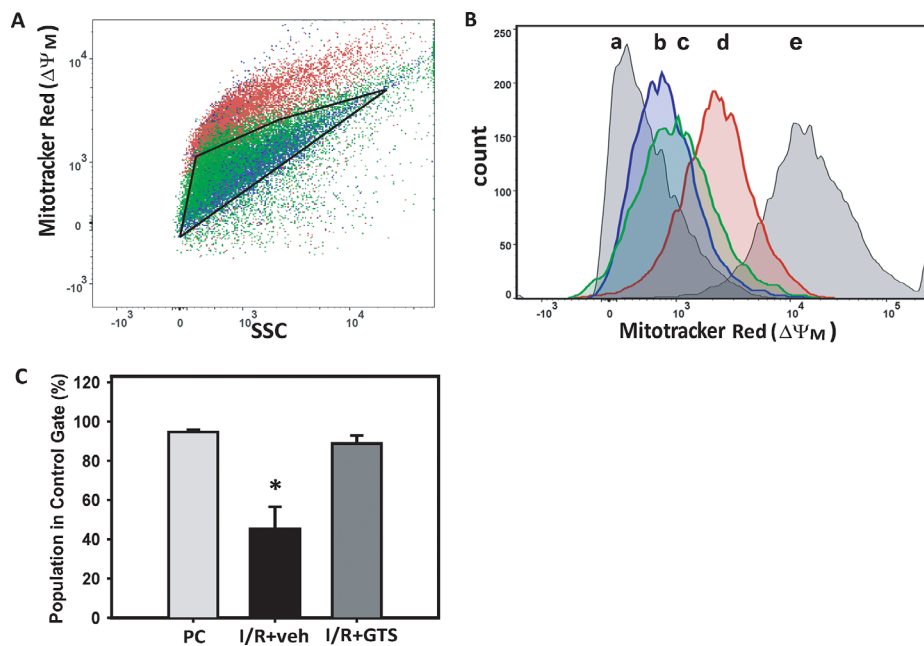 A
Mitotracker Red (ΔΨM)
10^4
10^3
0
-10^3
-10^3
0
10^3
10^4
SSC
B
count
250
200
150
100
50
0
a
b
c
d
e
-10^3
0
10^3
10^4
10^5
Mitotracker Red (ΔΨM)
C
Population in Control Gate (%)
120
100
80
60
40
20
0
*
PC
I/R+veh
I/R+GTS